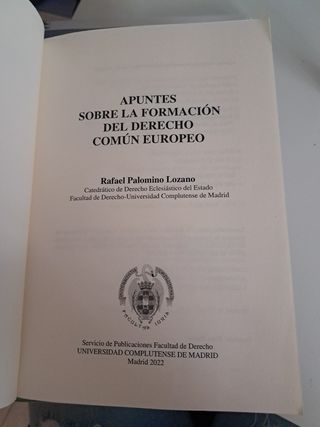 APUNTES
SOBRE LA FORMACIÓN
DEL DERECHO
COMÚN EUROPEO
Rafael Palomino Lozano
Catedrático de Derecho Eclesiástico del Estado
Facultad de Derecho-Universidad Complutense de Madrid
Servicio de Publicaciones Facultad de Derecho
UNIVERSIDAD COMPLUTENSE DE MADRID
Madrid 2022